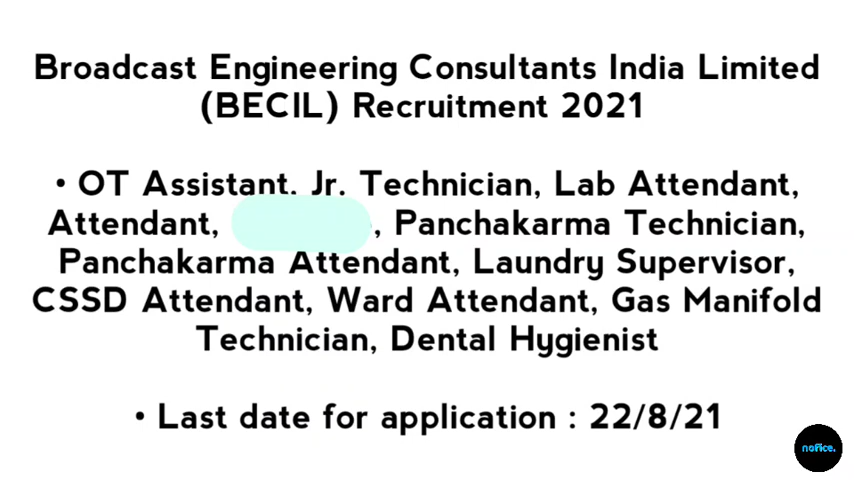 Broadcast Engineering Consultants India Limited
(BECIL) Recruitment 2021
• OT Assistant, Jr. Technician, Lab Attendant,
Attendant, , Panchakarma Technician,
Panchakarma Attendant, Laundry Supervisor,
CSSD Attendant, Ward Attendant, Gas Manifold
Technician, Dental Hygienist
• Last date for application : 22/8/21
noffice.